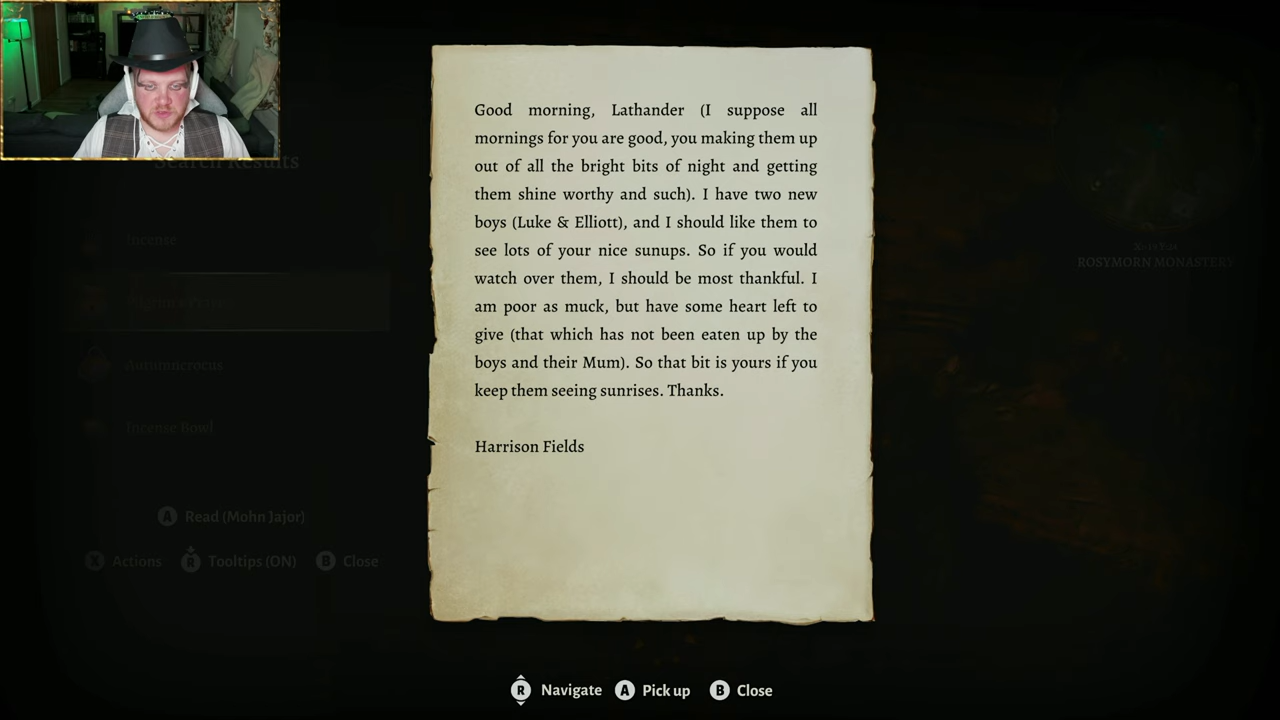 Search Results
Incense
Autumncrocus
Incense Bowl
Read (Mohn Jajor)
Actions
Tooltips (ON)
Close
Good morning, Lathander (I suppose all
mornings for you are good, you making them up
out of all the bright bits of night and getting
them shine worthy and such). I have two new
boys (Luke & Elliott), and I should like them to
see lots of your nice sunups. So if you would
watch over them, I should be most thankful. I
am poor as muck, but have some heart left to
give (that which has not been eaten up by the
boys and their Mum). So that bit is yours if you
keep them seeing sunrises. Thanks.
Harrison Fields
ROSYMORN MONASTERY
Navigate
Pick up
Close